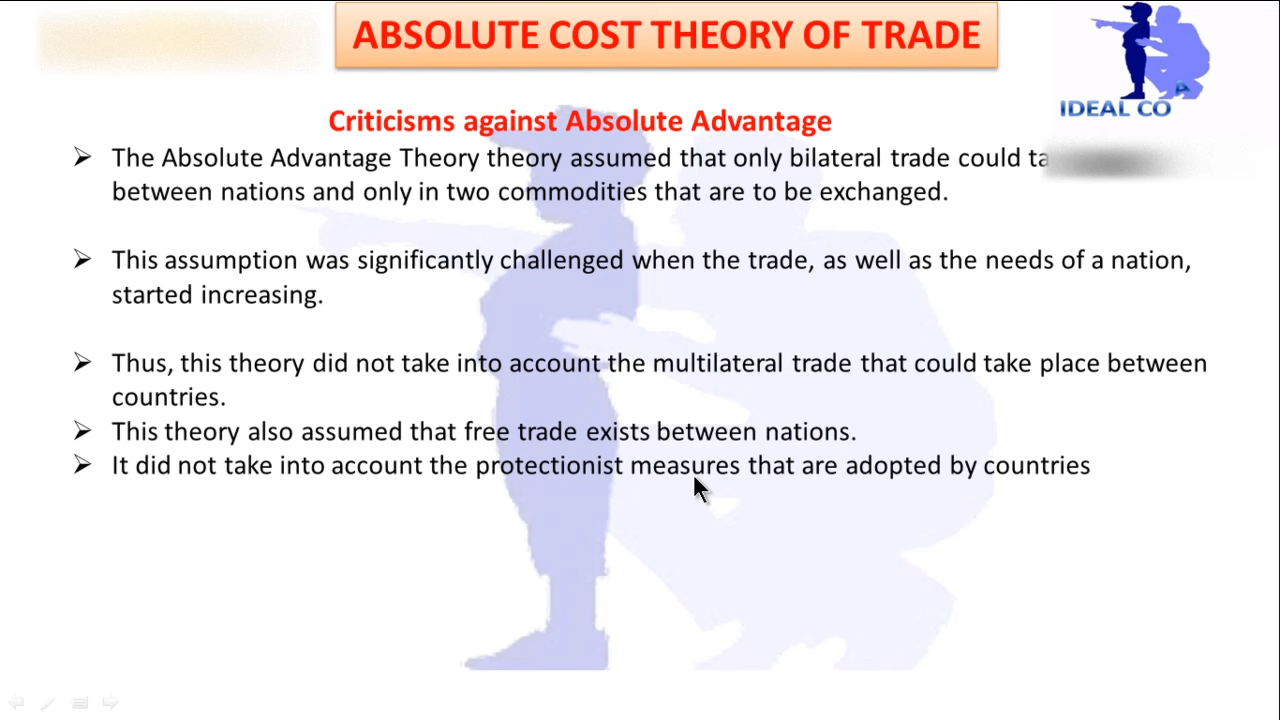 ABSOLUTE COST THEORY OF TRADE
IDEAL CO A
Criticisms against Absolute Advantage
➢ The Absolute Advantage Theory theory assumed that only bilateral trade could
between nations and only in two commodities that are to be exchanged.
➢ This assumption was significantly challenged when the trade, as well as the needs of a nation,
started increasing.
➢ Thus, this theory did not take into account the multilateral trade that could take place between
countries.
➢ This theory also assumed that free trade exists between nations.
➢ It did not take into account the protectionist measures that are adopted by countries